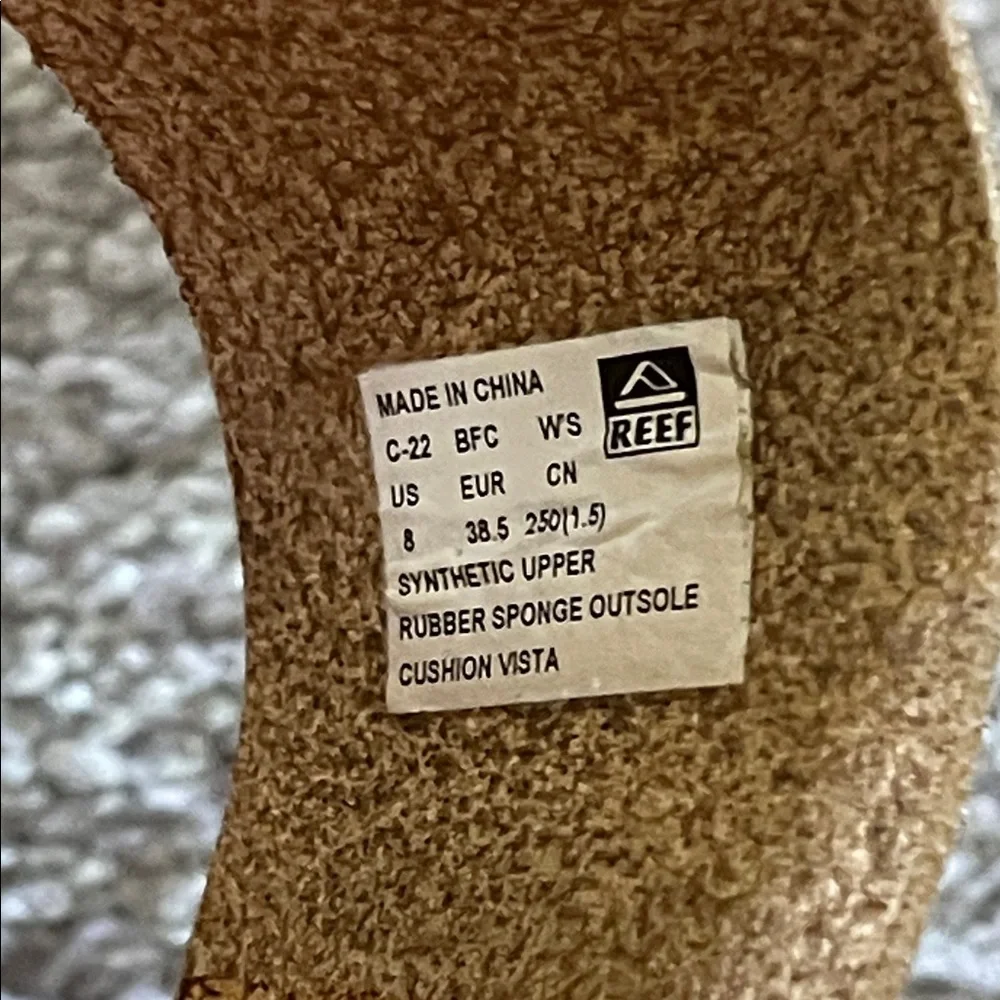 MADE IN CHINA
C-22 BFC W'S
REEF
US EUR CN
8 38.5 250(1.5)
SYNTHETIC UPPER
RUBBER SPONGE OUTSOLE
CUSHION VISTA